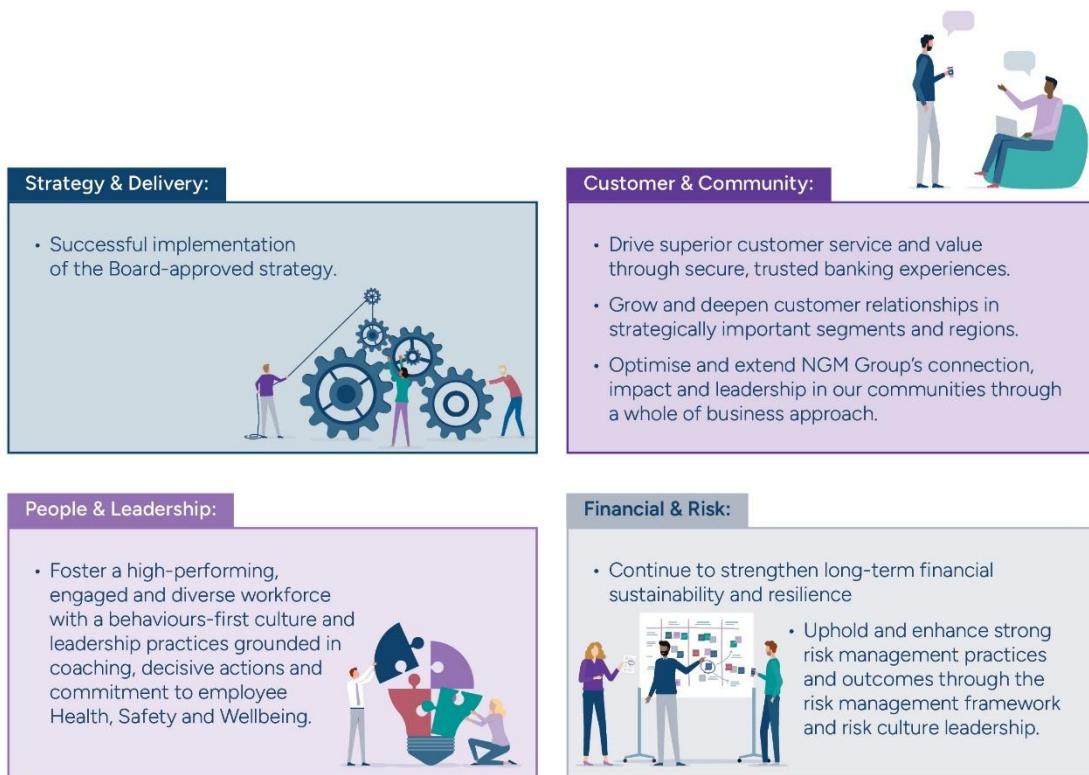 Strategy & Delivery:
• Successful implementation
of the Board-approved strategy.
Customer & Community:
• Drive superior customer service and value
through secure, trusted banking experiences.
• Grow and deepen customer relationships in
strategically important segments and regions.
• Optimise and extend NGM Group's connection,
impact and leadership in our communities through
a whole of business approach.
People & Leadership:
• Foster a high-performing,
engaged and diverse workforce
with a behaviours-first culture and
leadership practices grounded in
coaching, decisive actions and
commitment to employee
Health, Safety and Wellbeing.
Financial & Risk:
• Continue to strengthen long-term financial
sustainability and resilience
• Uphold and enhance strong
risk management practices
and outcomes through the
risk management framework
and risk culture leadership.